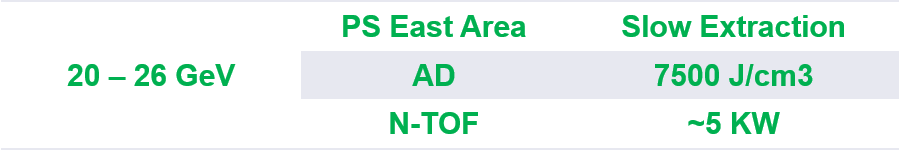 PS East Area Slow Extraction
20 – 26 GeV AD 7500 J/cm3
N-TOF ~5 KW